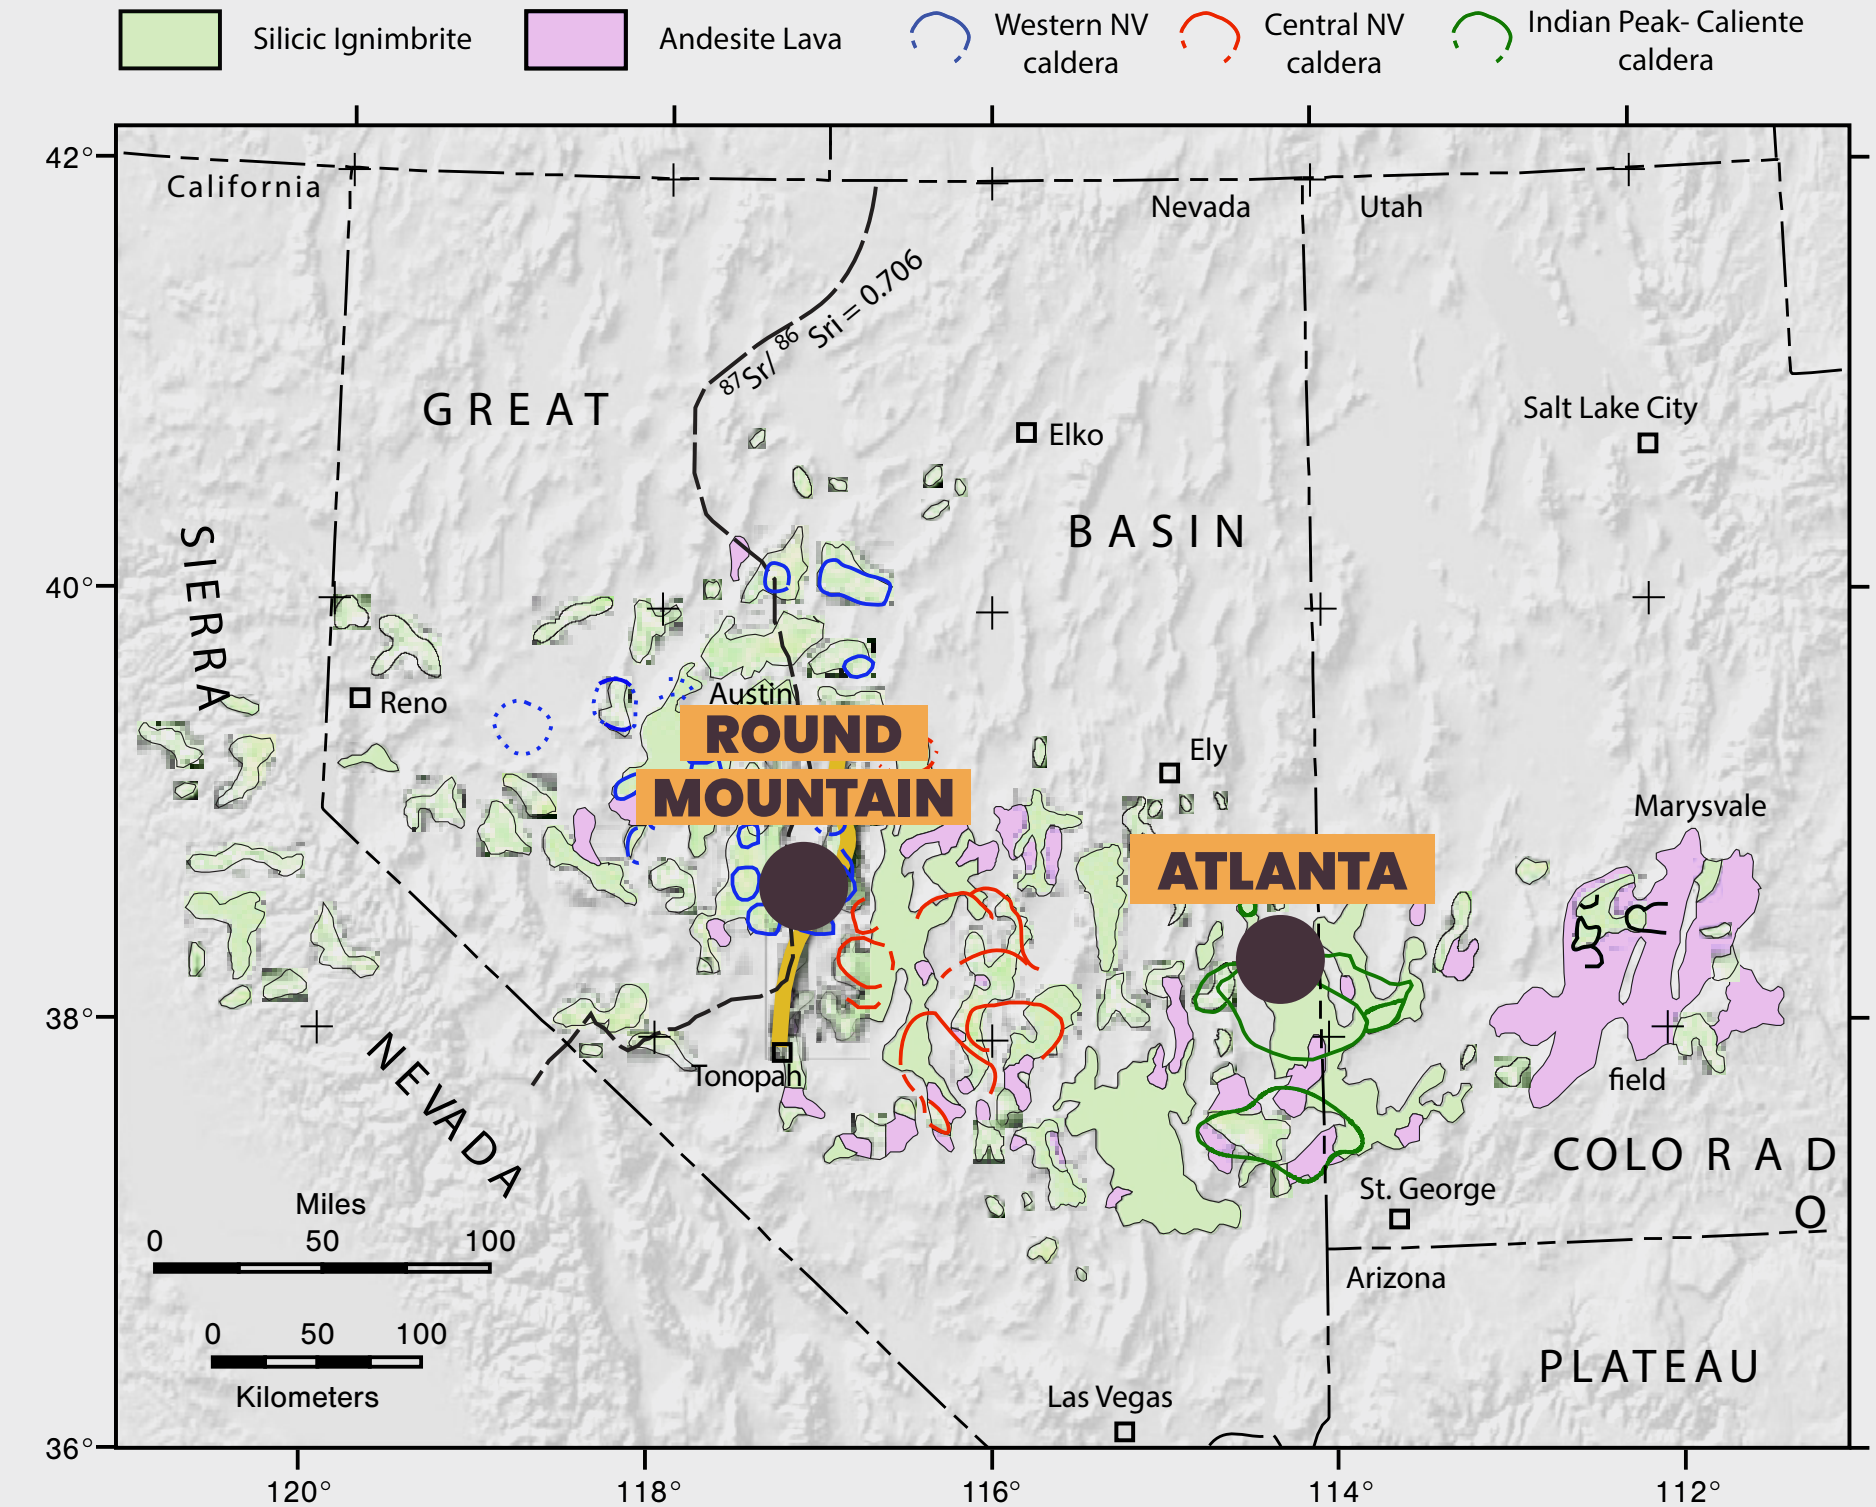 Silicic Ignimbrite
Andesite Lava
Western NV
caldera
Central NV
caldera
Indian Peak- Caliente
caldera
42°
California
Nevada
Utah
87Sr/ 86 Sri = 0.706
GREAT
Elko
Salt Lake City
BASIN
SIERRA
40°
Reno
Austin
ROUND
MOUNTAIN
Ely
ATLANTA
Marysvale
38°
NEVADA
Tonopah
field
COLORAD
O
St. George
Miles
0 50 100
Arizona
0 50 100
Kilometers
PLATEAU
Las Vegas
36°
120° 118° 116° 114° 112°